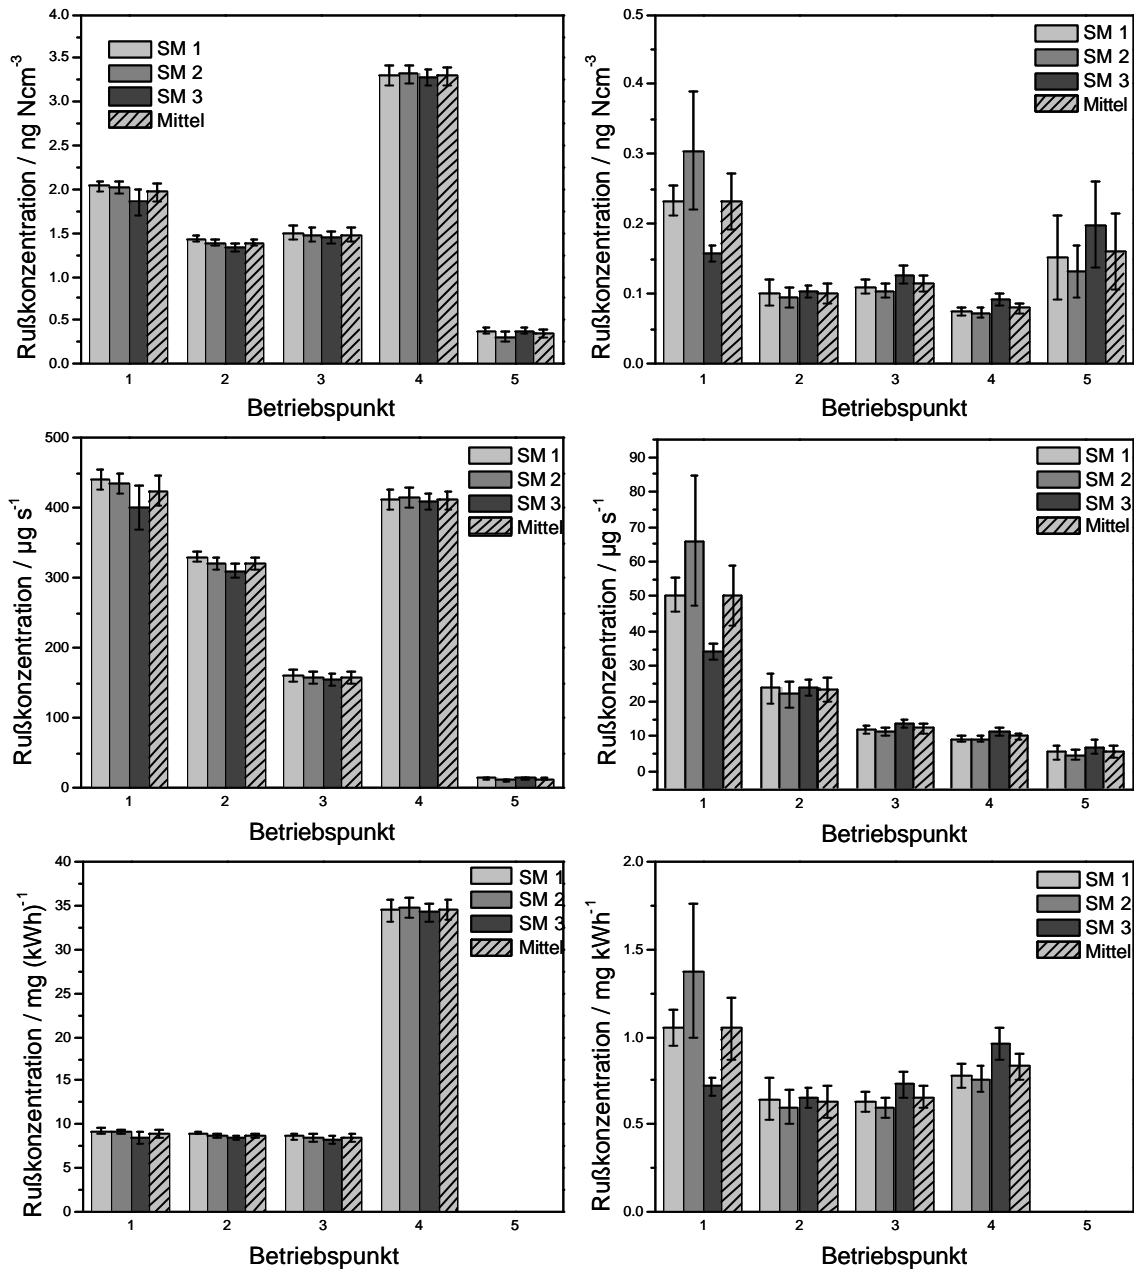 4.0
3.5
3.0
2.5
2.0
1.5
1.0
0.5
0.0
Rußkonzentration / ng Ncm-3
SM 1
SM 2
SM 3
Mittel
1 2 3 4 5
Betriebspunkt
0.5
0.4
0.3
0.2
0.1
0.0
Rußkonzentration / ng Ncm-3
SM 1
SM 2
SM 3
Mittel
1 2 3 4 5
Betriebspunkt
500
400
300
200
100
0
Rußkonzentration / µg s-1
SM 1
SM 2
SM 3
Mittel
1 2 3 4 5
Betriebspunkt
90
80
70
60
50
40
30
20
10
0
Rußkonzentration / µg s-1
SM 1
SM 2
SM 3
Mittel
1 2 3 4 5
Betriebspunkt
40
35
30
25
20
15
10
5
0
Rußkonzentration / mg (kWh)-1
SM 1
SM 2
SM 3
Mittel
1 2 3 4 5
Betriebspunkt
2.0
1.5
1.0
0.5
0.0
Rußkonzentration / mg kWh-1
SM 1
SM 2
SM 3
Mittel
1 2 3 4 5
Betriebspunkt